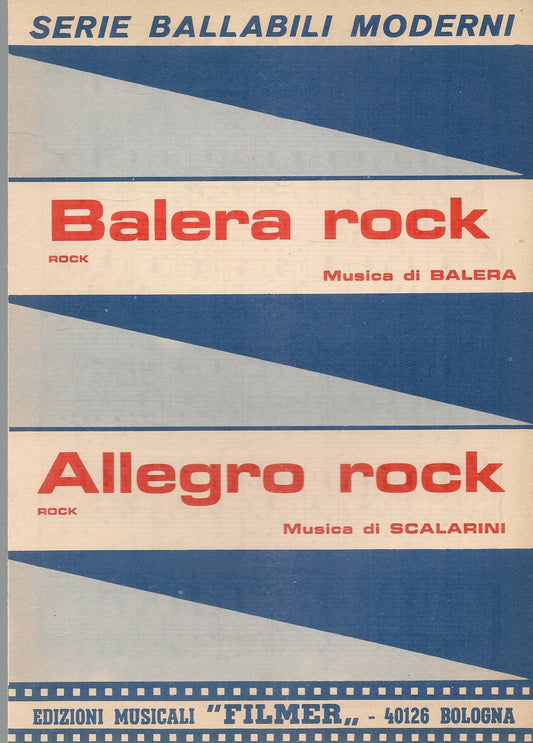 SERIE BALLABILI MODERNI
Balera rock
ROCK
Musica di BALERA
Allegro rock
ROCK
Musica di SCALARINI
EDIZIONI MUSICALI "FILMER„ - 40126 BOLOGNA